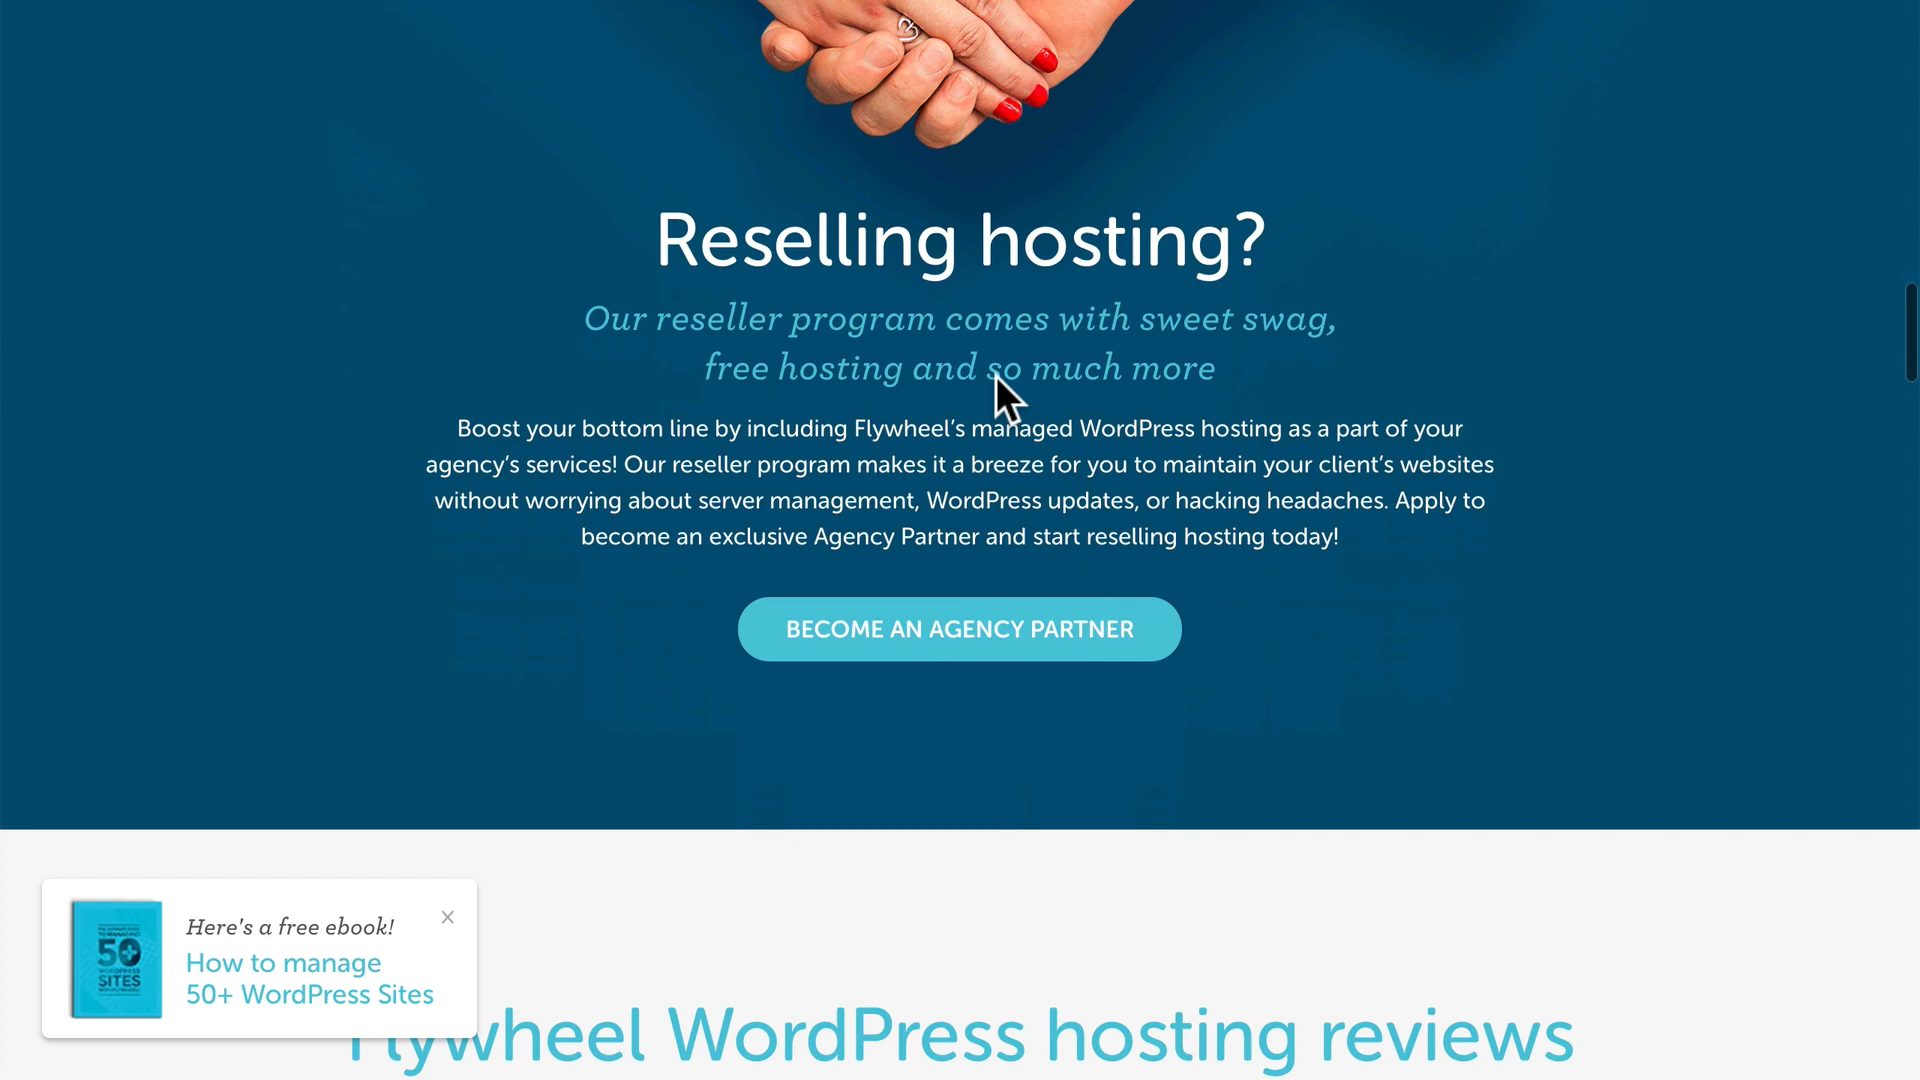 Reselling hosting?
Our reseller program comes with sweet swag,
free hosting and so much more
Boost your bottom line by including Flywheel’s managed WordPress hosting as a part of your
agency’s services! Our reseller program makes it a breeze for you to maintain your client’s websites
without worrying about server management, WordPress updates, or hacking headaches. Apply to
become an exclusive Agency Partner and start reselling hosting today!
BECOME AN AGENCY PARTNER
50+
WORDPRESS
SITES
Here's a free ebook!
How to manage
50+ WordPress Sites
Flywheel WordPress hosting reviews